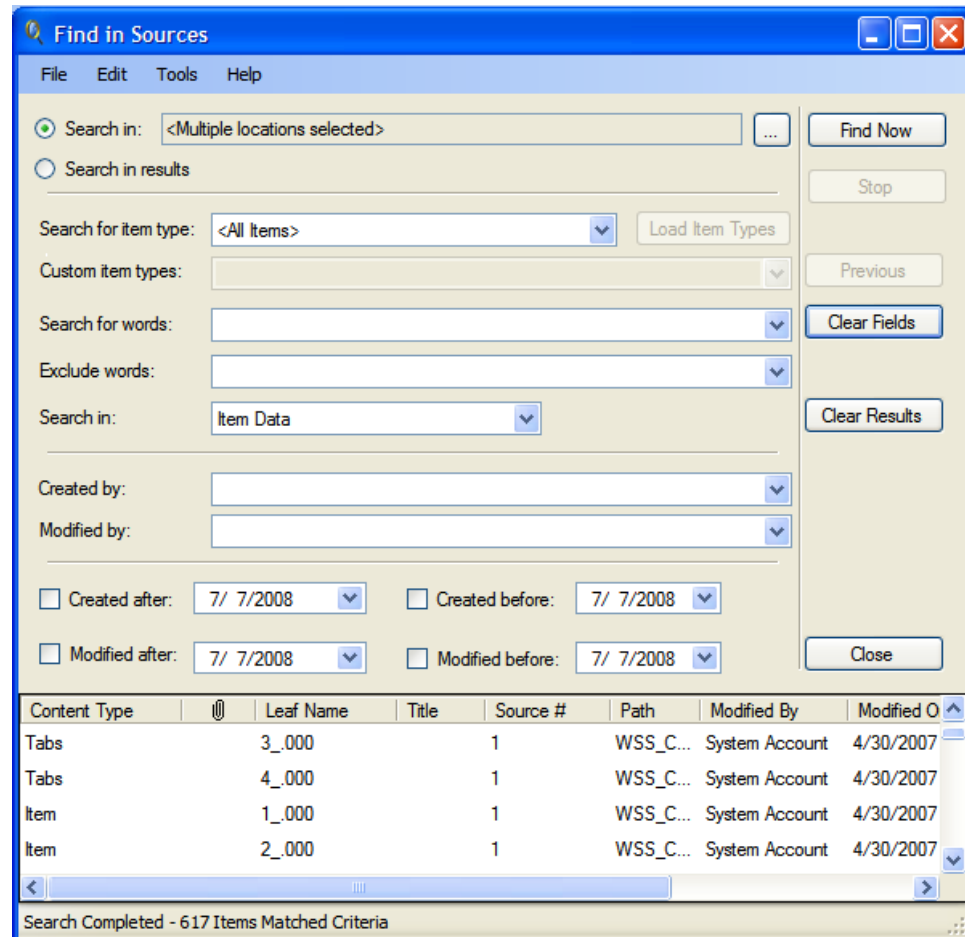 Find in Sources
File Edit Tools Help
Search in: <Multiple locations selected> ... Find Now
Search in results
Stop
Search for item type: <All Items> Load Item Types
Custom item types: Previous
Search for words: Clear Fields
Exclude words:
Search in: Item Data Clear Results
Created by:
Modified by:
Created after: 7/ 7/2008 Created before: 7/ 7/2008
Modified after: 7/ 7/2008 Modified before: 7/ 7/2008 Close
Content Type Leaf Name Title Source # Path Modified By Modified O
Tabs 3_.000 1 WSS_C... System Account 4/30/2007
Tabs 4_.000 1 WSS_C... System Account 4/30/2007
Item 1_.000 1 WSS_C... System Account 4/30/2007
Item 2_.000 1 WSS_C... System Account 4/30/2007
Search Completed - 617 Items Matched Criteria